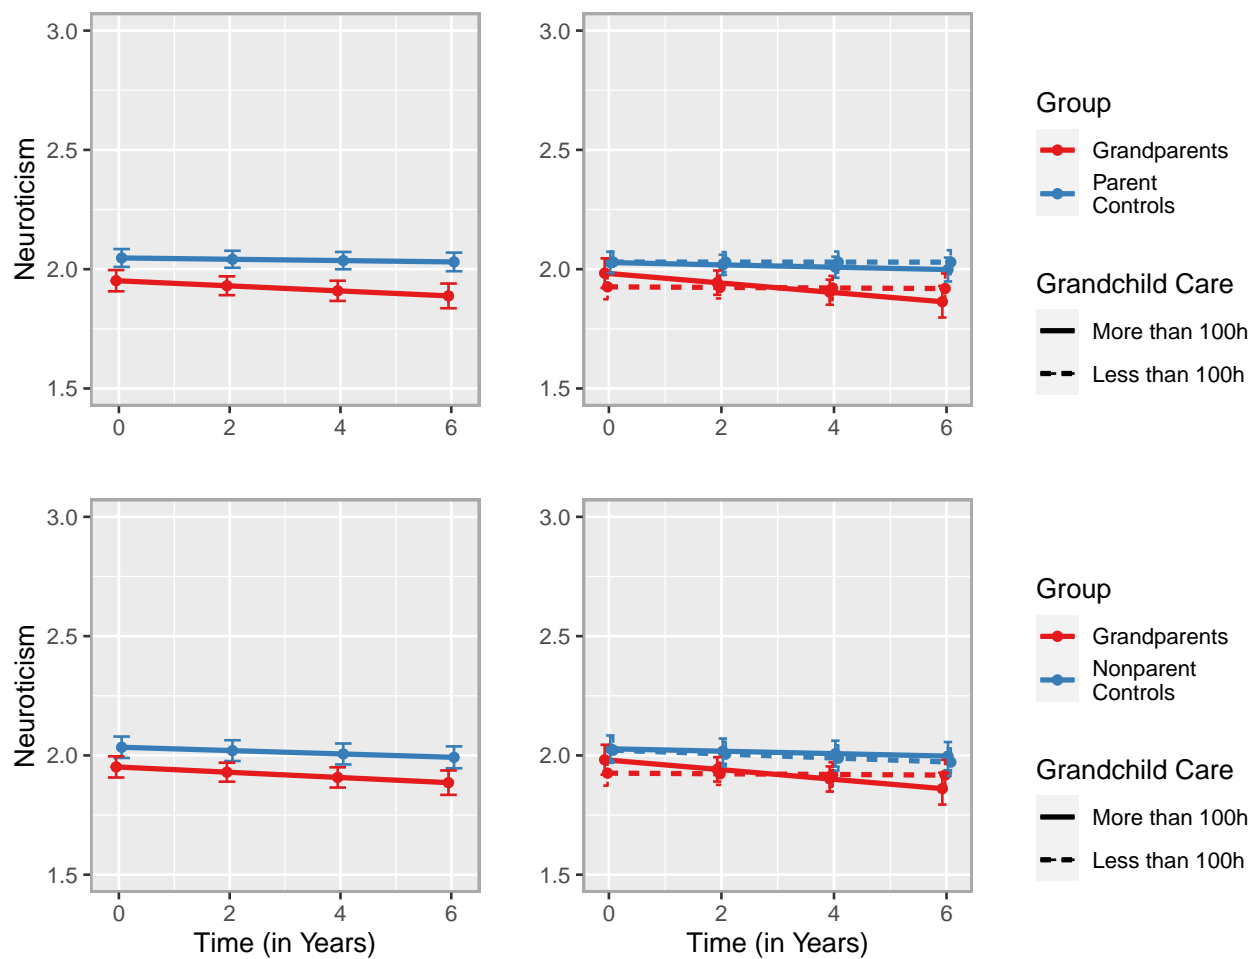 3.0
2.5
2.0
1.5
Neuroticism
0 2 4 6
3.0
2.5
2.0
1.5
0 2 4 6
Group
Grandparents
Parent
Controls
Grandchild Care
More than 100h
Less than 100h
3.0
2.5
2.0
1.5
Neuroticism
0 2 4 6
Time (in Years)
3.0
2.5
2.0
1.5
0 2 4 6
Time (in Years)
Group
Grandparents
Nonparent
Controls
Grandchild Care
More than 100h
Less than 100h